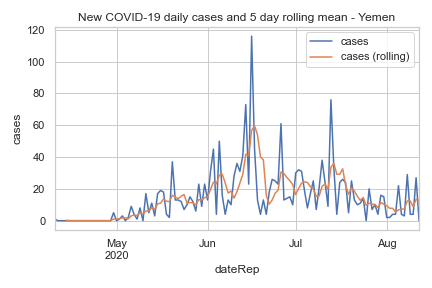 New COVID-19 daily cases and 5 day rolling mean - Yemen
cases
cases (rolling)
120
100
80
60
40
20
0
cases
May
2020
Jun
Jul
Aug
dateRep